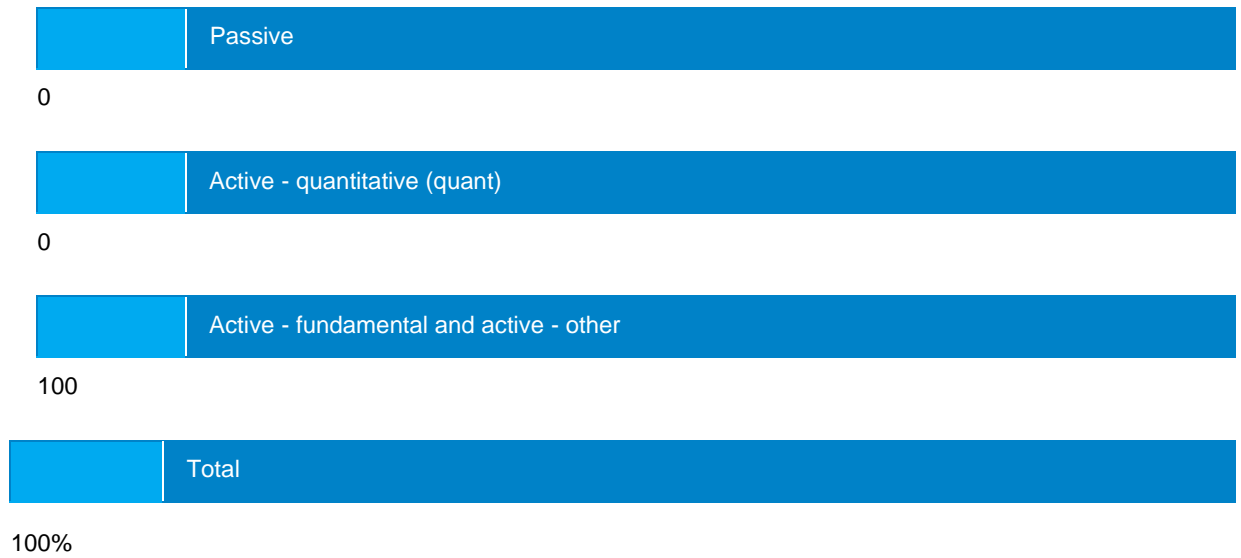 Passive
0
Active - quantitative (quant)
0
Active - fundamental and active - other
100
Total
100%